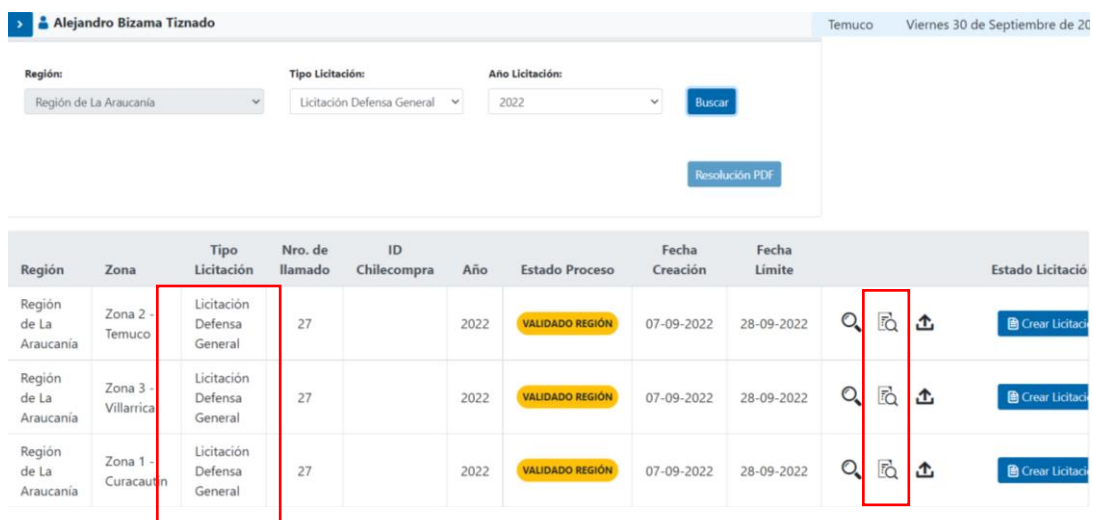 Alejandro Bizama Tiznado
Temuco Viernes 30 de Septiembre de 20
Región: Tipo Licitación: Año Licitación:
Región de La Araucanía Licitación Defensa General 2022 Buscar
Resolución PDF
Tipo Nro. de ID Fecha Fecha
Región Zona Licitación llamado Chilecompra Año Estado Proceso Creación Límite Estado Licitació
Región Licitación
de La Zona 2 - Defensa 27 2022 VALIDADO REGIÓN 07-09-2022 28-09-2022 Crear Licitaci
Araucanía Temuco General
Región Licitación
de La Zona 3 - Defensa 27 2022 VALIDADO REGIÓN 07-09-2022 28-09-2022 Crear Licitaci
Araucanía Villarrica General
Región Licitación
de La Zona 1 - Defensa 27 2022 VALIDADO REGIÓN 07-09-2022 28-09-2022 Crear Licitaci
Araucanía Curacautín General